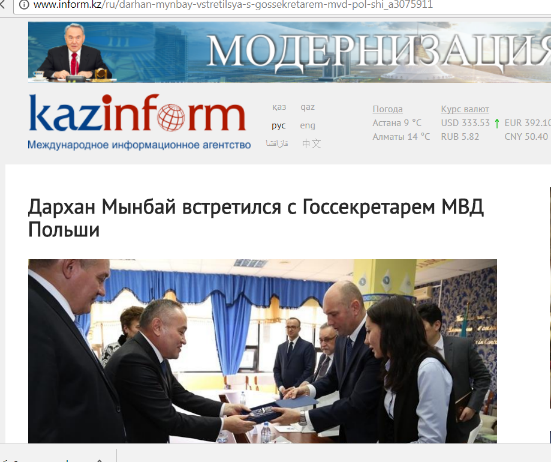 www.inform.kz/ru/darhan-mynbay-vstretilsya-s-gossekretarem-mvd-pol-shi_a3075911
МОДЕРНИЗАЦИЯ
kazinform
Международное информационное агентство
қаз qaz
рус eng
قازاقشا 中文
Погода
Астана 9 °C
Алматы 14 °C
Курс валют
USD 333.53 ↑ EUR 392.10
RUB 5.82 CNY 50.40
Дархан Мынбай встретился с Госсекретарем МВД
Польши